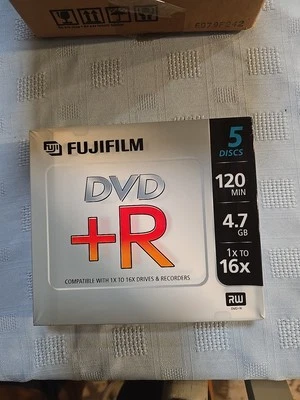 FUJI FUJIFILM
DVD
+R
COMPATIBLE WITH 1X TO 16X DRIVES & RECORDERS
5
DISCS
120
MIN
4.7
GB
1X TO
16x
RW